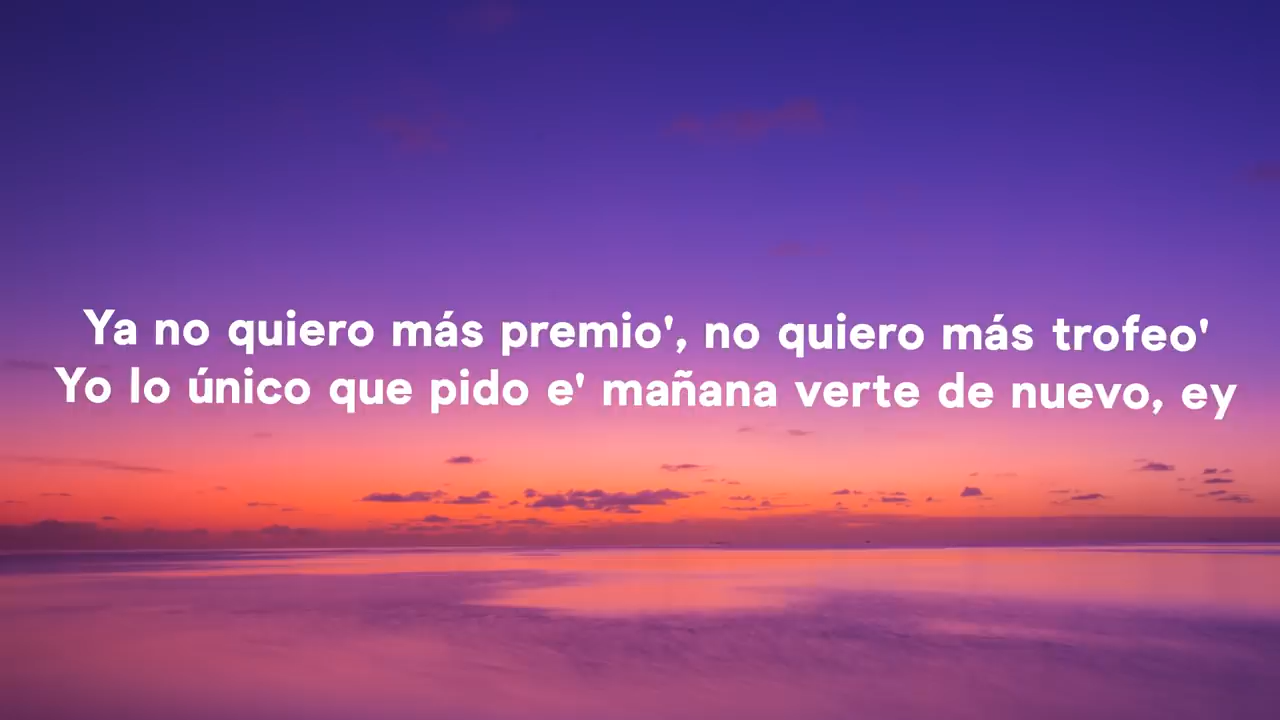 Ya no quiero más premio', no quiero más trofeo'
Yo lo único que pido e' mañana verte de nuevo, ey